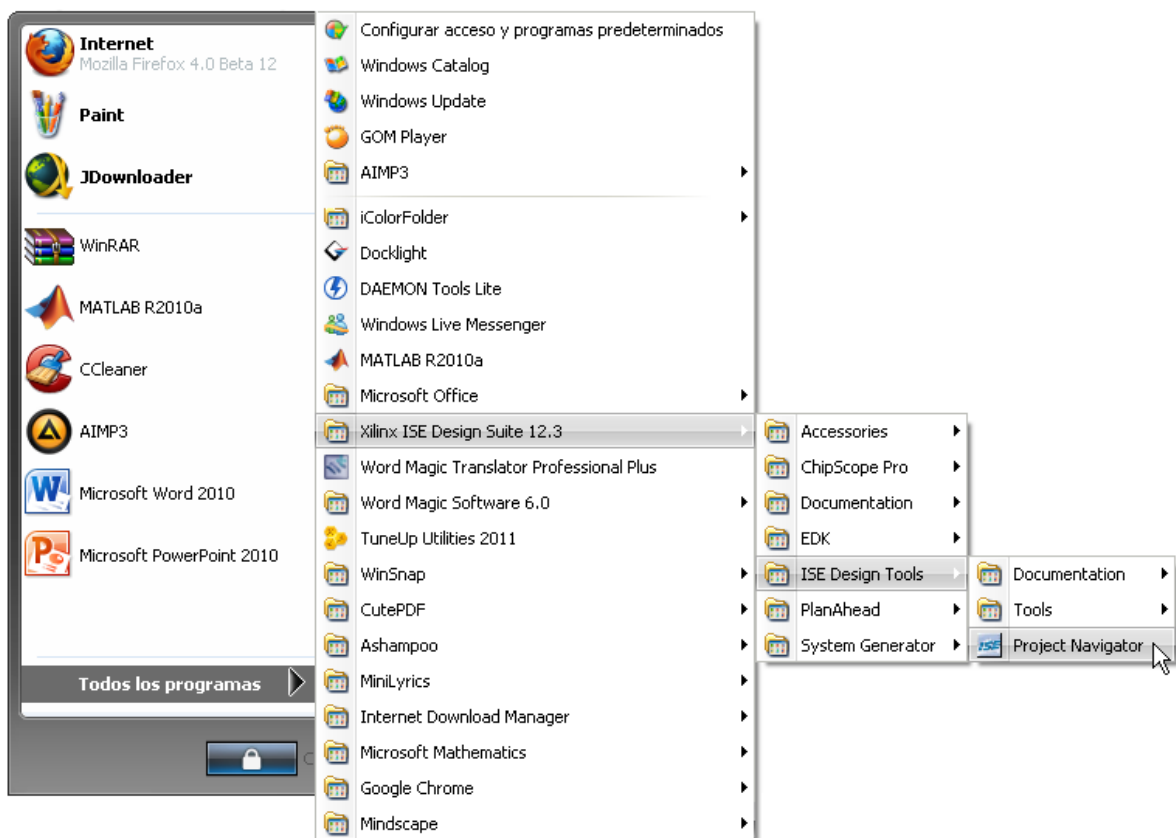 Internet
Mozilla Firefox 4.0 Beta 12
Paint
JDownloader
WinRAR
MATLAB R2010a
CCleaner
AIMP3
Microsoft Word 2010
Microsoft PowerPoint 2010
Todos los programas
Configurar acceso y programas predeterminados
Windows Catalog
Windows Update
GOM Player
AIMP3
iColorFolder
Docklight
DAEMON Tools Lite
Windows Live Messenger
MATLAB R2010a
Microsoft Office
Xilinx ISE Design Suite 12.3
Word Magic Translator Professional Plus
Word Magic Software 6.0
TuneUp Utilities 2011
WinSnap
CutePDF
Ashampoo
MiniLyrics
Internet Download Manager
Microsoft Mathematics
Google Chrome
Mindscape
Accessories
ChipScope Pro
Documentation
EDK
ISE Design Tools
PlanAhead
System Generator
Documentation
Tools
ISE Project Navigator